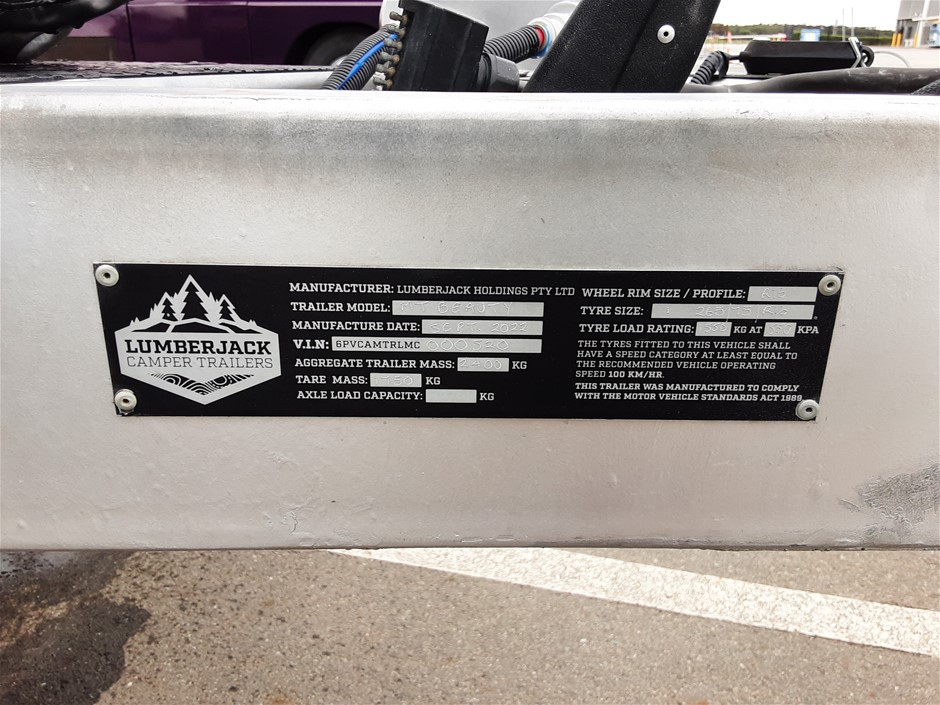 LUMBERJACK
CAMPER TRAILERS
MANUFACTURER: LUMBERJACK HOLDINGS PTY LTD
TRAILER MODEL:
MANUFACTURE DATE: SEPT
V.I.N: 6PVCAMTRLMC
AGGREGATE TRAILER MASS: 2400 KG
TARE MASS: KG
AXLE LOAD CAPACITY: KG
WHEEL RIM SIZE / PROFILE:
TYRE SIZE:
TYRE LOAD RATING: KG AT KPA
THE TYRES FITTED TO THIS VEHICLE SHALL
HAVE A SPEED CATEGORY AT LEAST EQUAL TO
THE RECOMMENDED VEHICLE OPERATING
SPEED 100 KM/HR.
THIS TRAILER WAS MANUFACTURED TO COMPLY
WITH THE MOTOR VEHICLE STANDARDS ACT 1989